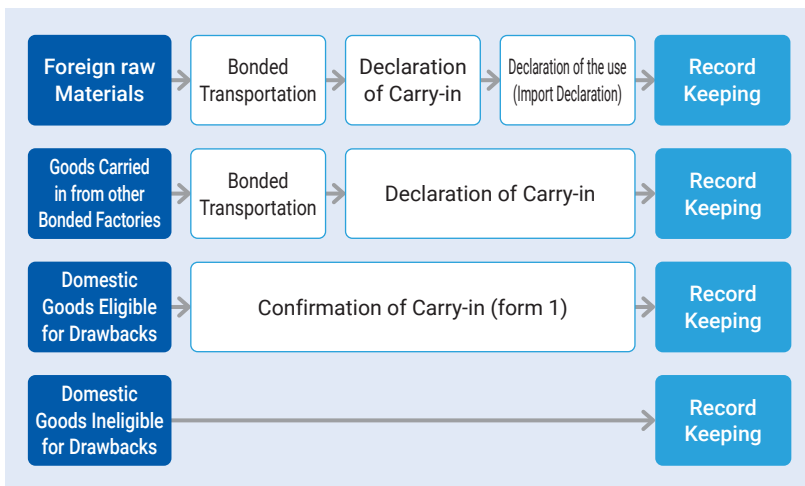 Foreign raw
Materials
Bonded
Transportation
Declaration
of Carry-in
Declaration of the use
(Import Declaration)
Record
Keeping
Goods Carried
in from other
Bonded Factories
Bonded
Transportation
Declaration of Carry-in
Record
Keeping
Domestic
Goods Eligible
for Drawbacks
Confirmation of Carry-in (form 1)
Record
Keeping
Domestic
Goods Ineligible
for Drawbacks
Record
Keeping